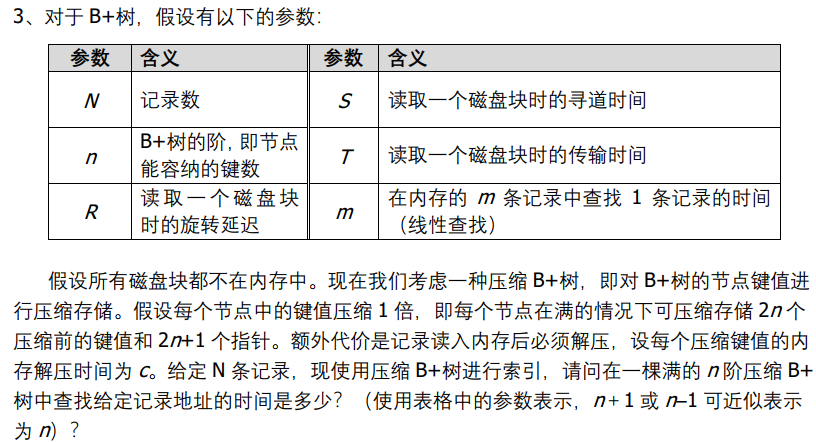 3、对于 B+树，假设有以下的参数：
参数 含义 参数 含义
N 记录数 S 读取一个磁盘块时的寻道时间
n B+树的阶，即节点
能容纳的键数 T 读取一个磁盘块时的传输时间
R 读取一个磁盘块
时的旋转延迟 m 在内存的 m 条记录中查找 1 条记录的时间
（线性查找）
假设所有磁盘块都不在内存中。现在我们考虑一种压缩 B+树，即对 B+树的节点键值进
行压缩存储。假设每个节点中的键值压缩 1 倍，即每个节点在满的情况下可压缩存储 2n 个
压缩前的键值和 2n+1 个指针。额外代价是记录读入内存后必须解压，设每个压缩键值的内
存解压时间为 c。给定 N 条记录，现使用压缩 B+树进行索引，请问在一棵满的 n 阶压缩 B+
树中查找给定记录地址的时间是多少？（使用表格中的参数表示，n+1 或 n–1 可近似表示
为 n）？